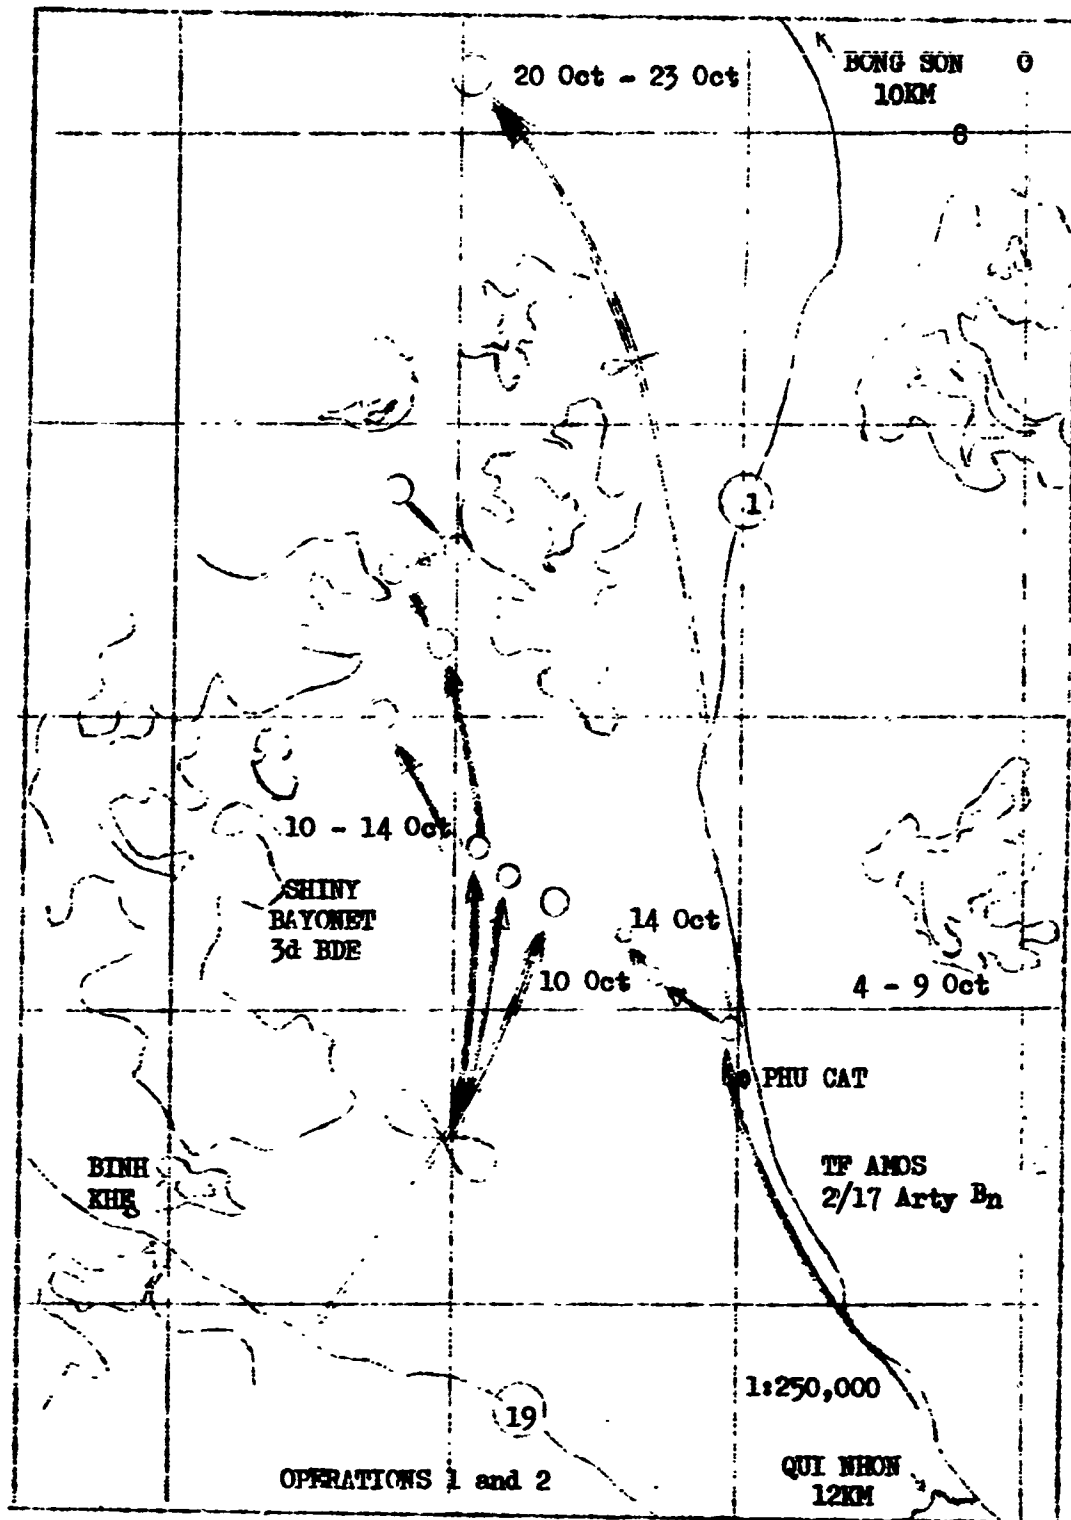 20 Oct - 23 Oct
BONG SON
10KM
0
8
1
10 - 14 Oct
SHINY
BAYONET
3d BDE
14 Oct
10 Oct
4 - 9 Oct
PHU CAT
BINH
KHE
TF AMOS
2/17 Arty Bn
1:250,000
19
OPERATIONS 1 and 2
QUI NHON
12KM